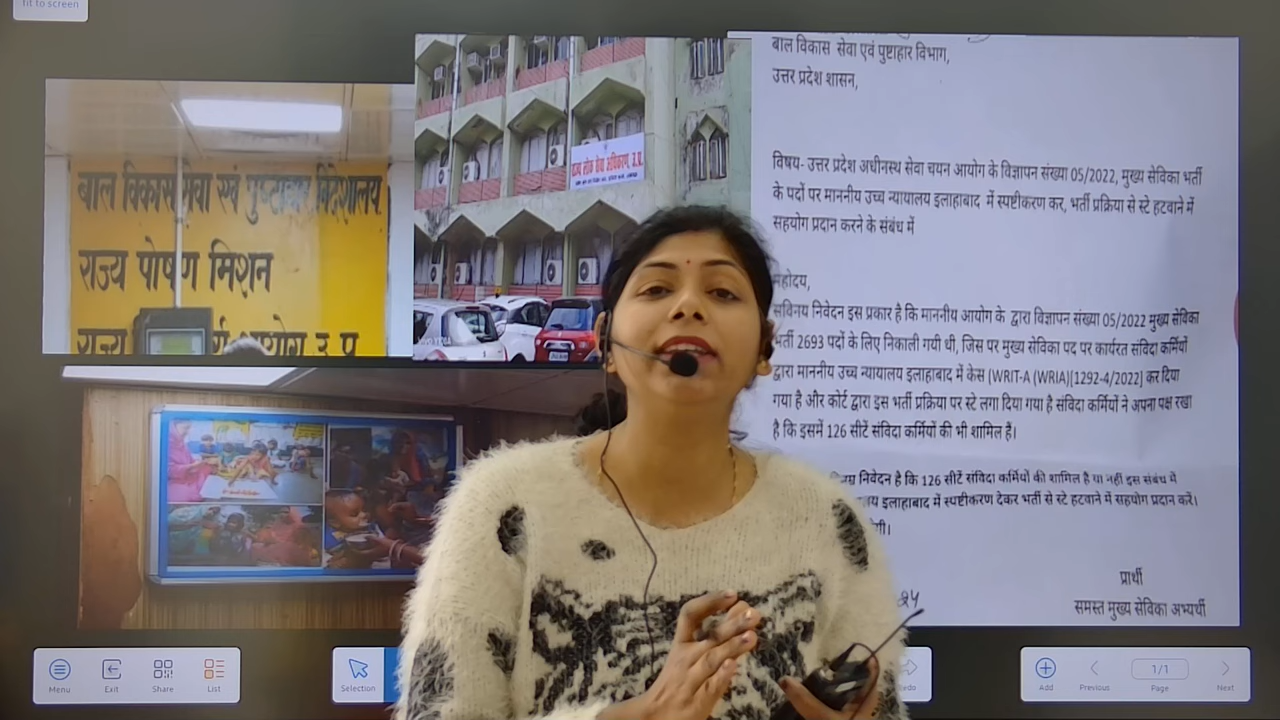 fit to screen
बाल विकास सेवा एवं पुष्टाहार निदेशालय
राज्य पोषण मिशन
राज्य
आयोग उ प्र
राज्य लोक सेवा अधिकरण, उ.प्र.
बाल विकास सेवा एवं पुष्टाहार विभाग,
उत्तर प्रदेश शासन,
विषय- उत्तर प्रदेश अधीनस्थ सेवा चयन आयोग के विज्ञापन संख्या 05/2022, मुख्य सेविका भर्ती
के पदों पर माननीय उच्च न्यायालय इलाहाबाद में स्पष्टीकरण कर, भर्ती प्रक्रिया से स्टे हटवाने में
सहयोग प्रदान करने के संबंध में
महोदय,
सविनय निवेदन इस प्रकार है कि माननीय आयोग के द्वारा विज्ञापन संख्या 05/2022 मुख्य सेविका
भर्ती 2693 पदों के लिए निकाली गयी थी, जिस पर मुख्य सेविका पद पर कार्यरत संविदा कर्मियों
द्वारा माननीय उच्च न्यायालय इलाहाबाद में केस (WRIT-A (WRIA)[1292-4/2022] कर दिया
गया है और कोर्ट द्वारा इस भर्ती प्रक्रिया पर स्टे लगा दिया गया है संविदा कर्मियों ने अपना पक्ष रखा
है कि इसमें 126 सीटें संविदा कर्मियों की भी शामिल हैं।
निवेदन है कि 126 सीटें संविदा कर्मियों की शामिल है या नहीं इस संबंध में
इलाहाबाद में स्पष्टीकरण देकर भर्ती से स्टे हटवाने में सहयोग प्रदान करें।
प्रार्थी
समस्त मुख्य सेविका अभ्यर्थी
Menu
Exit
Share
List
Selection
Add
Previous
1/1
Page
Next